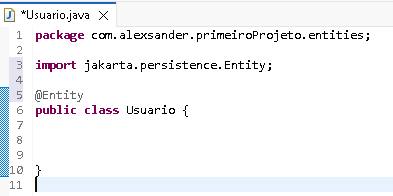 *Usuario.java
1 package com.alexsander.primeiroProjeto.entities;
2
3 import jakarta.persistence.Entity;
4
5 @Entity
6 public class Usuario {
7
8
9
10 }
11